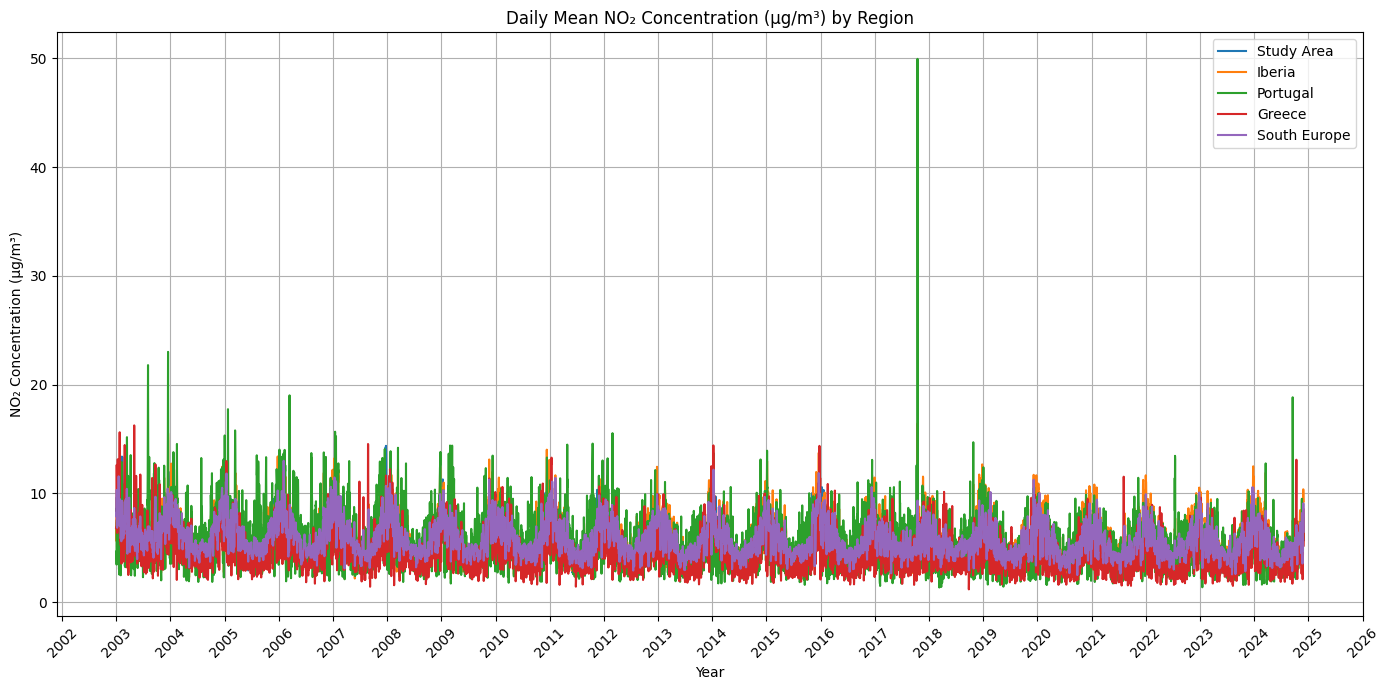 Daily Mean NO₂ Concentration (µg/m³) by Region
Study Area
Iberia
Portugal
Greece
South Europe
NO₂ Concentration (µg/m³)
50
40
30
20
10
0
2002 2003 2004 2005 2006 2007 2008 2009 2010 2011 2012 2013 2014 2015 2016 2017 2018 2019 2020 2021 2022 2023 2024 2025 2026
Year